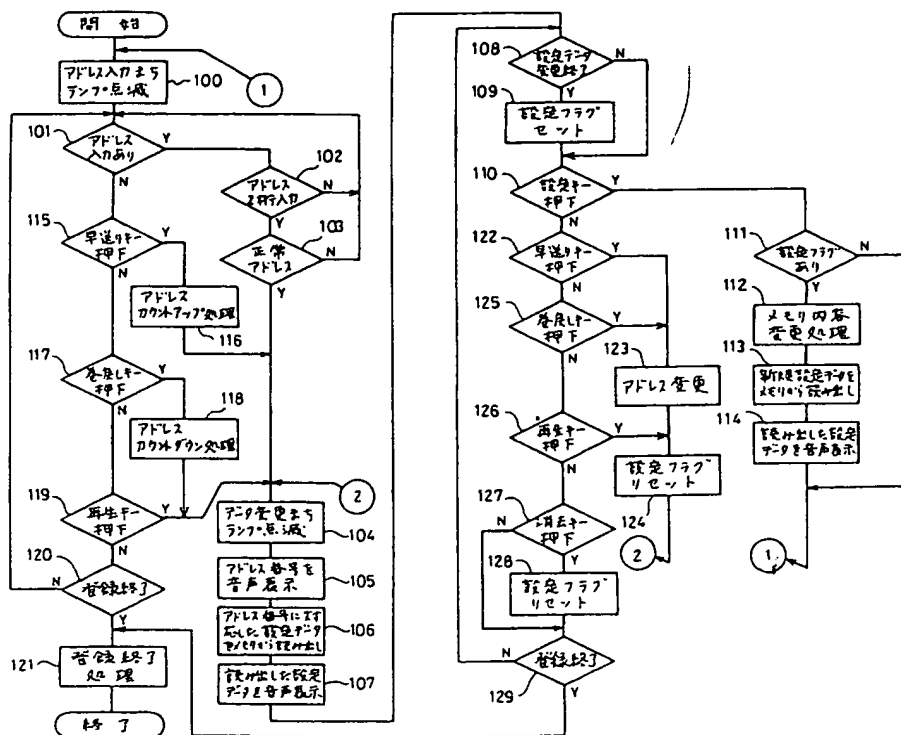 開始
アドレス入力まち
ランプ点滅
100
1
101
アドレス
入力あり
Y
N
102
アドレス
2桁入力
N
Y
103
正常
アドレス
N
Y
115
早送りキー
押下
Y
N
アドレス
カウントアップ処理
116
117
巻戻しキー
押下
Y
N
118
アドレス
カウントダウン処理
119
再生キー
押下
Y
N
2
120
登録終了
N
Y
121
登録終了
処理
終了
データ変更まち
ランプ点滅
104
アドレス番号を
音声表示
105
アドレス番号に対
応した設定データ
をメモリから読み出し
106
読み出した設定
データを音声表示
107
108
設定データ
変更終了
N
Y
109
設定フラグ
セット
110
設定キー
押下
Y
N
122
早送りキー
押下
Y
N
125
巻戻しキー
押下
Y
N
123
アドレス変更
126
再生キー
押下
Y
N
設定フラグ
リセット
124
2
127
消去キー
押下
N
Y
128
設定フラグ
リセット
登録終了
N
129
Y
111
設定フラグ
あり
N
Y
112
メモリ内容
変更処理
113
新規設定データを
メモリから読み出し
114
読み出した設定
データを音声表示
1